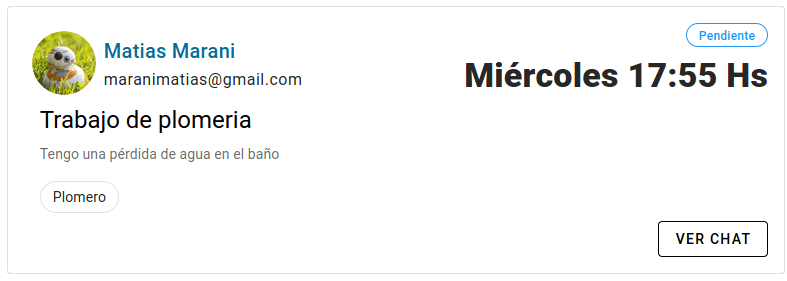 Pendiente
Matias Marani
maranimatias@gmail.com
Miércoles 17:55 Hs
Trabajo de plomeria
Tengo una pérdida de agua en el baño
Plomero
VER CHAT